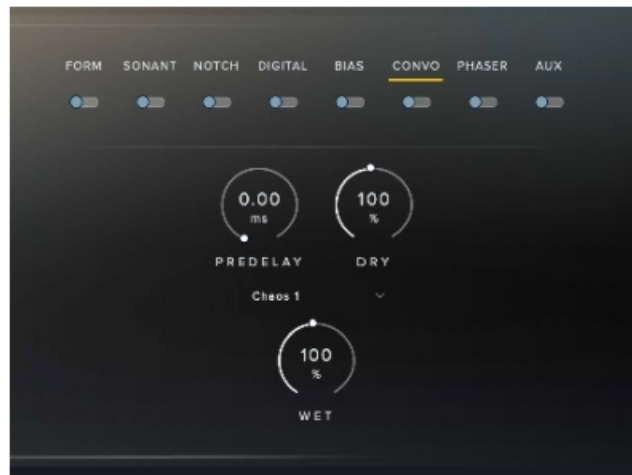 FORM SONANT NOTCH DIGITAL BIAS CONVO PHASER AUX
0.00 100
ms %
PREDELAY DRY
Chaos 1
100
%
WET